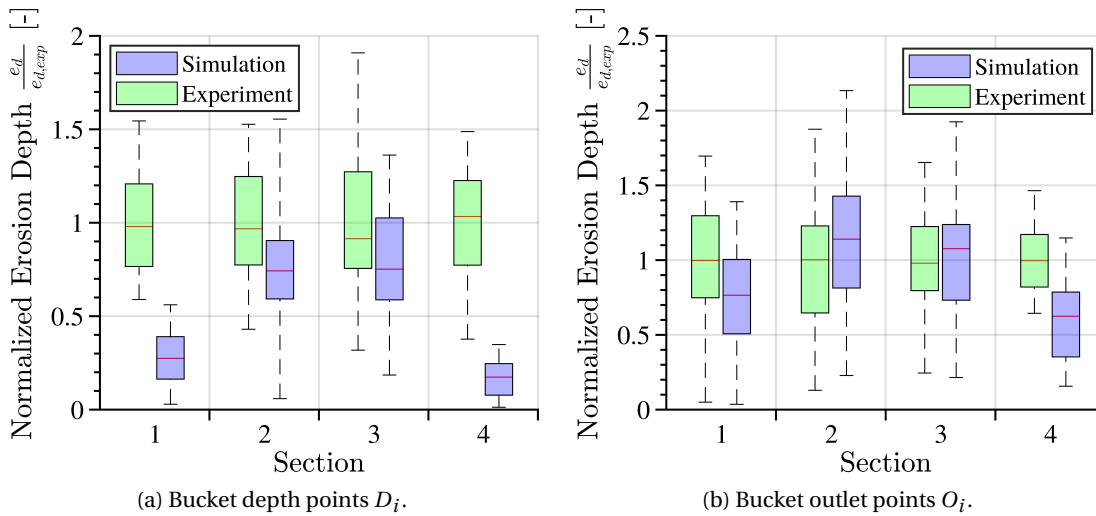 Normalized Erosion Depth e_d / e_{d,exp} [-]
2
1.5
1
0.5
0
Simulation
Experiment
1 2 3 4
Section
(a) Bucket depth points D_i.
Normalized Erosion Depth e_d / e_{d,exp} [-]
2.5
2
1.5
1
0.5
0
Simulation
Experiment
1 2 3 4
Section
(b) Bucket outlet points O_i.